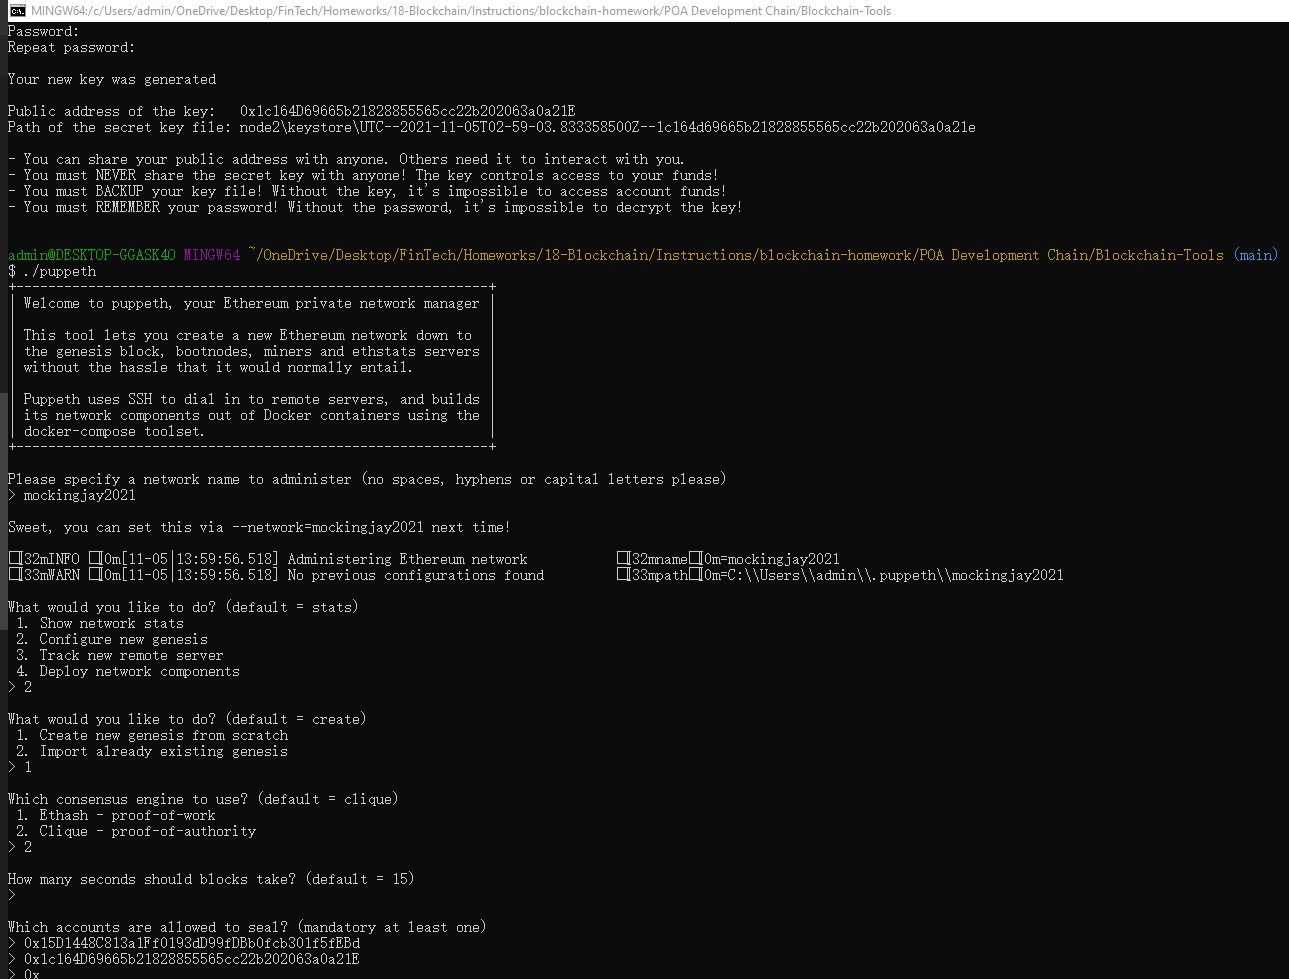 MINGW64:/c/Users/admin/OneDrive/Desktop/FinTech/Homeworks/18-Blockchain/Instructions/blockchain-homework/POA Development Chain/Blockchain-Tools
Password:
Repeat password:
Your new key was generated
Public address of the key:   0x1c164D69665b21828855565cc22b202063a0a21E
Path of the secret key file: node2\keystore\UTC--2021-11-05T02-59-03.833358500Z--1c164d69665b21828855565cc22b202063a0a21e
- You can share your public address with anyone. Others need it to interact with you.
- You must NEVER share the secret key with anyone! The key controls access to your funds!
- You must BACKUP your key file! Without the key, it's impossible to access account funds!
- You must REMEMBER your password! Without the password, it's impossible to decrypt the key!
admin@DESKTOP-GGASK4O MINGW64 ~/OneDrive/Desktop/FinTech/Homeworks/18-Blockchain/Instructions/blockchain-homework/POA Development Chain/Blockchain-Tools (main)
$ ./puppeth
+-----------------------------------------------------------+
| Welcome to puppeth, your Ethereum private network manager |
|                                                           |
| This tool lets you create a new Ethereum network down to  |
| the genesis block, bootnodes, miners and ethstats servers |
| without the hassle that it would normally entail.         |
|                                                           |
| Puppeth uses SSH to dial in to remote servers, and builds |
| its network components out of Docker containers using the |
| docker-compose toolset.                                   |
+-----------------------------------------------------------+
Please specify a network name to administer (no spaces, hyphens or capital letters please)
> mockingjay2021
Sweet, you can set this via --network=mockingjay2021 next time!
□[32mINFO □[0m[11-05|13:59:56.518] Administering Ethereum network           □[32mname□[0m=mockingjay2021
□[33mWARN □[0m[11-05|13:59:56.518] No previous configurations found         □[33mpath□[0m=C:\\Users\\admin\\.puppeth\\mockingjay2021
What would you like to do? (default = stats)
 1. Show network stats
 2. Configure new genesis
 3. Track new remote server
 4. Deploy network components
> 2
What would you like to do? (default = create)
 1. Create new genesis from scratch
 2. Import already existing genesis
> 1
Which consensus engine to use? (default = clique)
 1. Ethash - proof-of-work
 2. Clique - proof-of-authority
> 2
How many seconds should blocks take? (default = 15)
>
Which accounts are allowed to seal? (mandatory at least one)
> 0x15D1448C813a1Ff0193dD99fDBb0fcb301f5fEBd
> 0x1c164D69665b21828855565cc22b202063a0a21E
> 0x